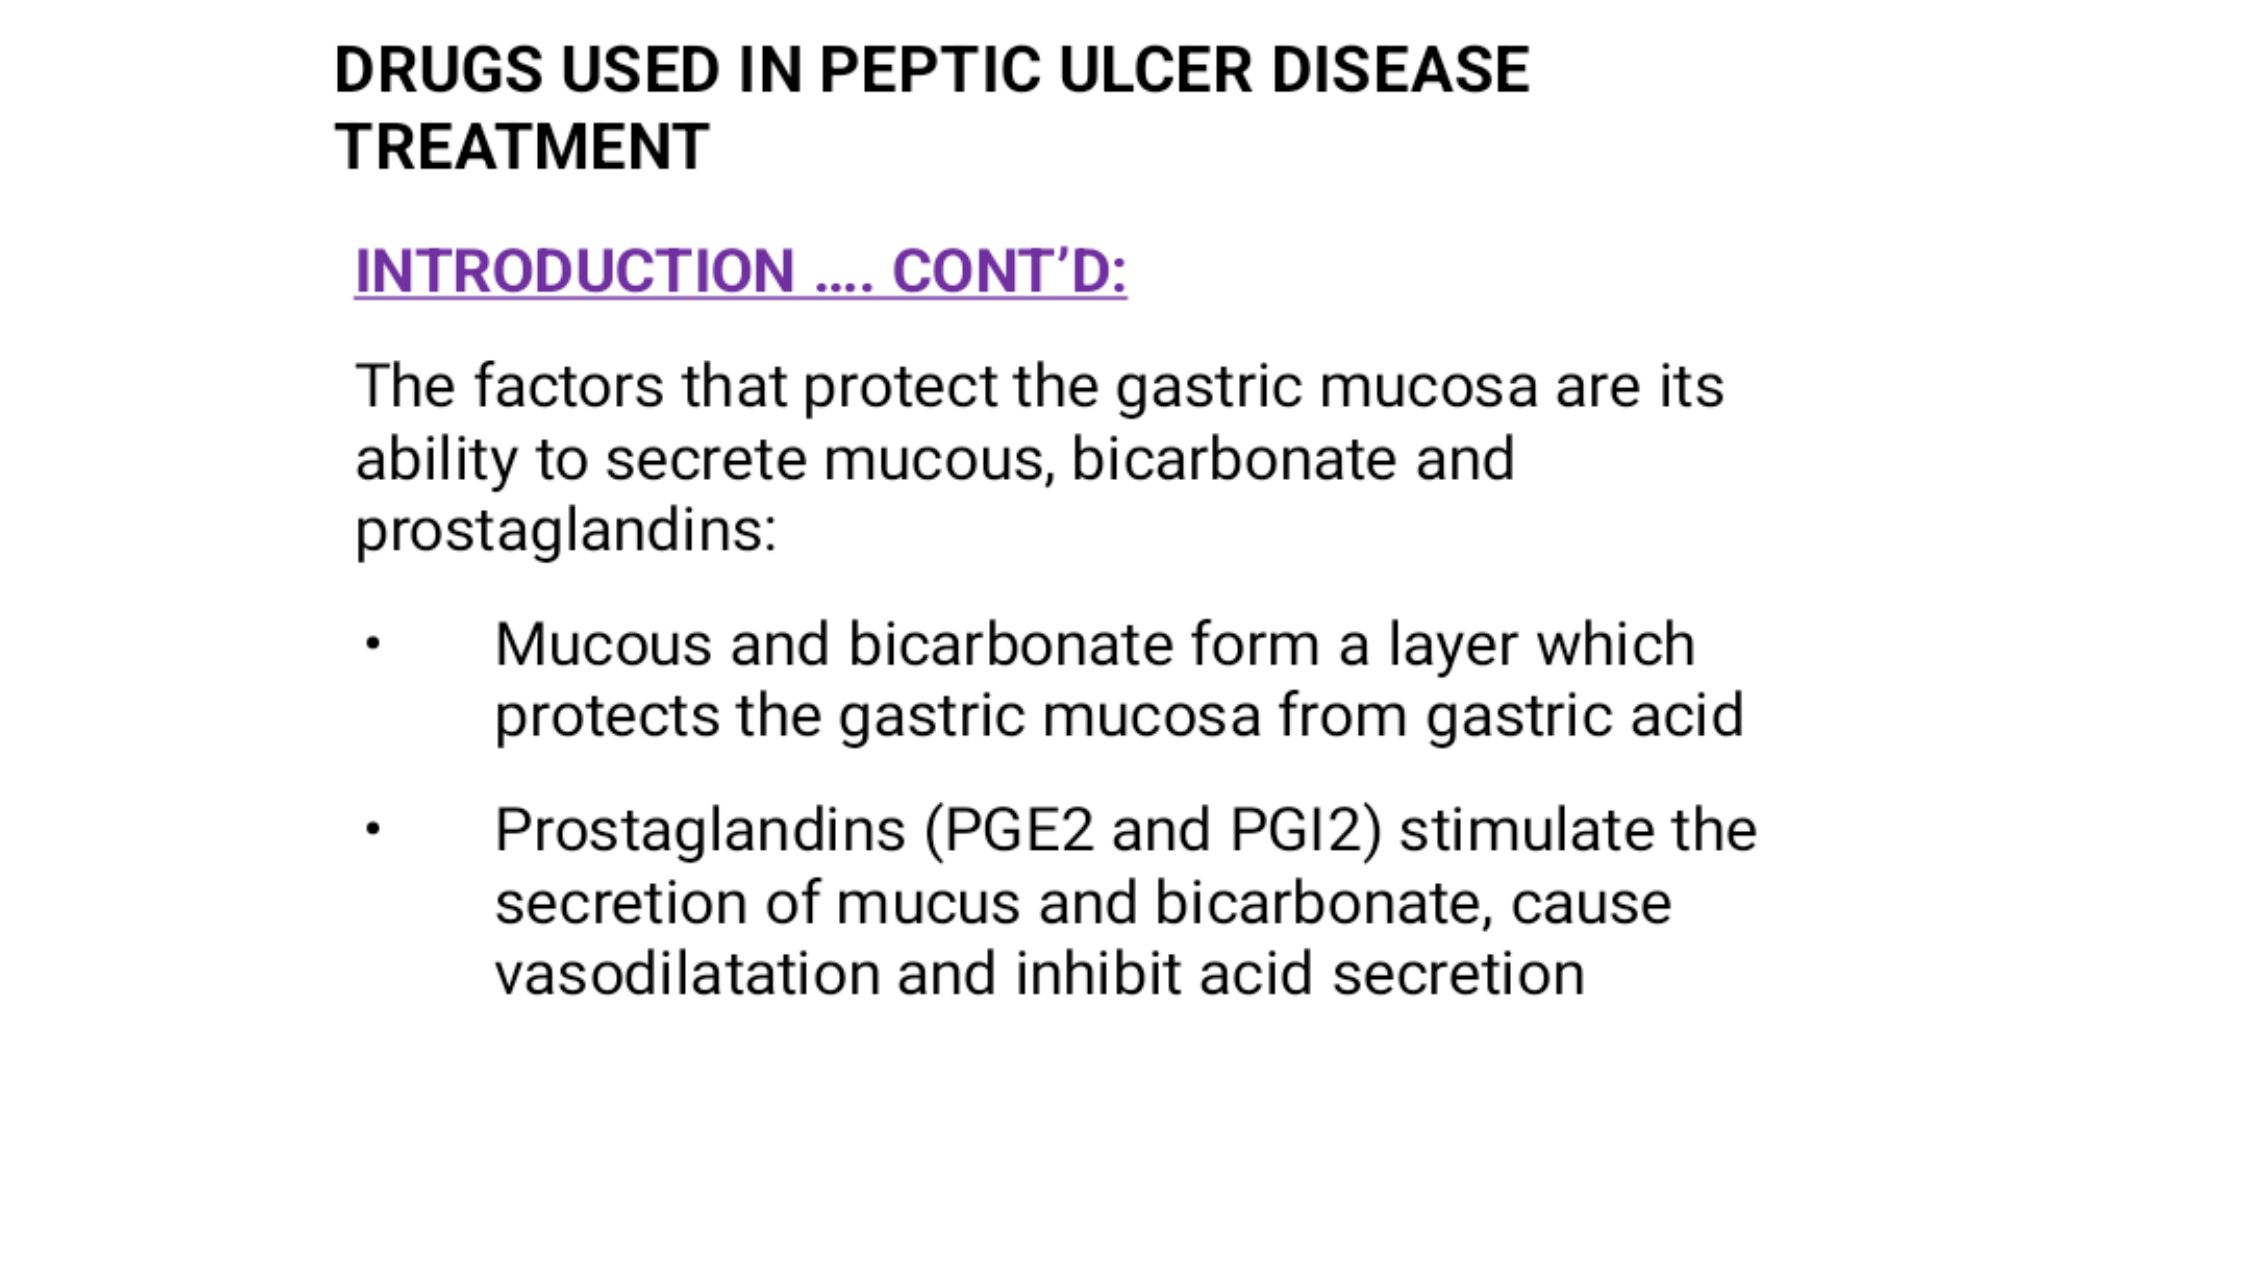 DRUGS USED IN PEPTIC ULCER DISEASE
TREATMENT
INTRODUCTION .... CONT’D:
The factors that protect the gastric mucosa are its
ability to secrete mucous, bicarbonate and
prostaglandins:
• Mucous and bicarbonate form a layer which
protects the gastric mucosa from gastric acid
• Prostaglandins (PGE2 and PGI2) stimulate the
secretion of mucus and bicarbonate, cause
vasodilatation and inhibit acid secretion